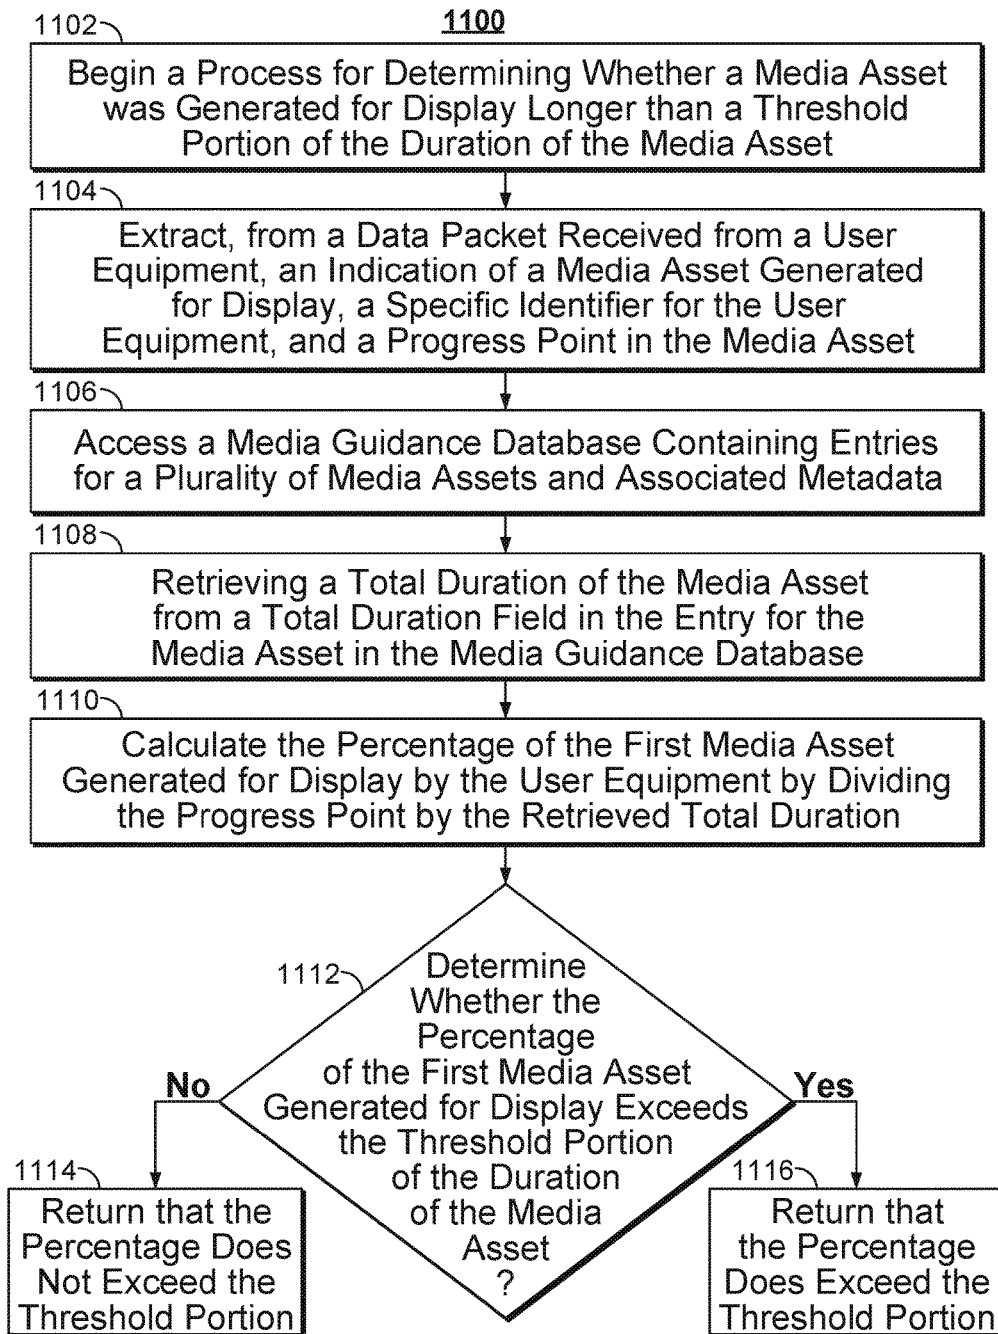 1100
1102
Begin a Process for Determining Whether a Media Asset
was Generated for Display Longer than a Threshold
Portion of the Duration of the Media Asset
1104
Extract, from a Data Packet Received from a User
Equipment, an Indication of a Media Asset Generated
for Display, a Specific Identifier for the User
Equipment, and a Progress Point in the Media Asset
1106
Access a Media Guidance Database Containing Entries
for a Plurality of Media Assets and Associated Metadata
1108
Retrieving a Total Duration of the Media Asset
from a Total Duration Field in the Entry for the
Media Asset in the Media Guidance Database
1110
Calculate the Percentage of the First Media Asset
Generated for Display by the User Equipment by Dividing
the Progress Point by the Retrieved Total Duration
1112
Determine
Whether the
Percentage
of the First Media Asset
Generated for Display Exceeds
the Threshold Portion
of the Duration
of the Media
Asset
?
No
Yes
1114
Return that the
Percentage Does
Not Exceed the
Threshold Portion
1116
Return that
the Percentage
Does Exceed the
Threshold Portion